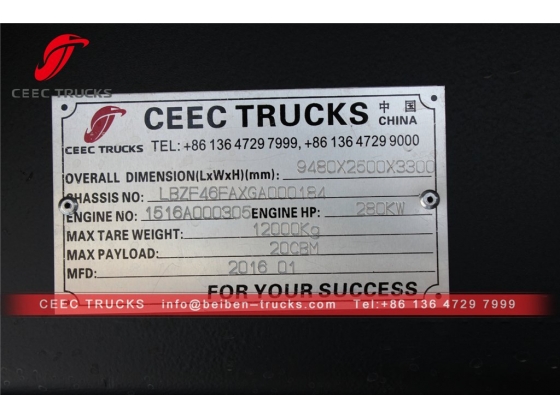 CEEC TRUCKS
CEEC TRUCKS 中国
CHINA
CEEC TRUCKS
TEL: +86 136 4729 7999, +86 136 4729 9000
OVERALL DIMENSION(LxWxH)(mm): 9480X2500X3300
CHASSIS NO: LBZF46FAXGA000184
ENGINE NO: 1516A000305 ENGINE HP: 280KW
MAX TARE WEIGHT: 12000Kg
MAX PAYLOAD: 20CBM
MFD: 2016 01
FOR YOUR SUCCESS
CEEC TRUCKS info@beiben-trucks.com Tel:+86 136 4729 7999